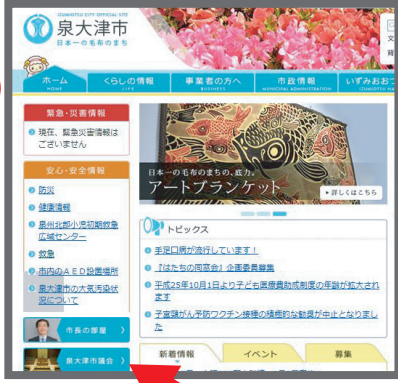 IZUMIOTSU CITY OFFICIAL SITE
泉大津市
日本一の毛布のまち
文
背
ホーム
HOME
くらしの情報
LIFE
事業者の方へ
BUSINESS
市政情報
MUNICIPAL ADMINISTRATION
いずみおおつ
緊急・災害情報
現在、緊急災害情報は
ございません
安心・安全情報
防災
健康情報
泉州北部小児初期救急
広域センター
救急
市内のAED設置場所
泉大津市の大気汚染状
況について
市長の部屋
泉大津市議会
日本一の毛布のまちの、底力。
アートブランケット
詳しくはこちら
トピックス
手足口病が流行しています!
『はたちの同窓会』企画委員募集
平成25年10月1日より子ども医療費助成制度の年齢が拡大され
ます
子宮頸がん予防ワクチン接種の積極的な勧奨が中止となりまし
た
新着情報
イベント
募集